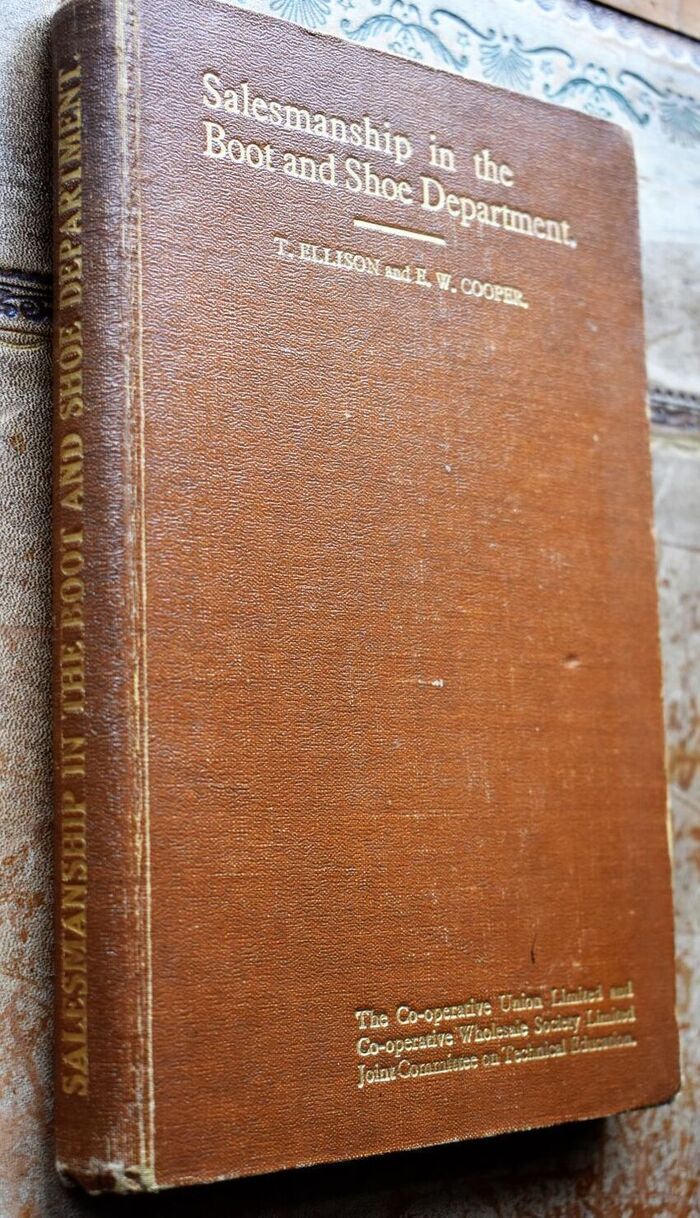 SALESMANSHIP IN THE BOOT AND SHOE DEPARTMENT.
Salesmanship in the
Boot and Shoe Department.
T. ELLISON and E. W. COOPER.
The Co-operative Union Limited and
Co-operative Wholesale Society Limited
Joint Committee on Technical Education.